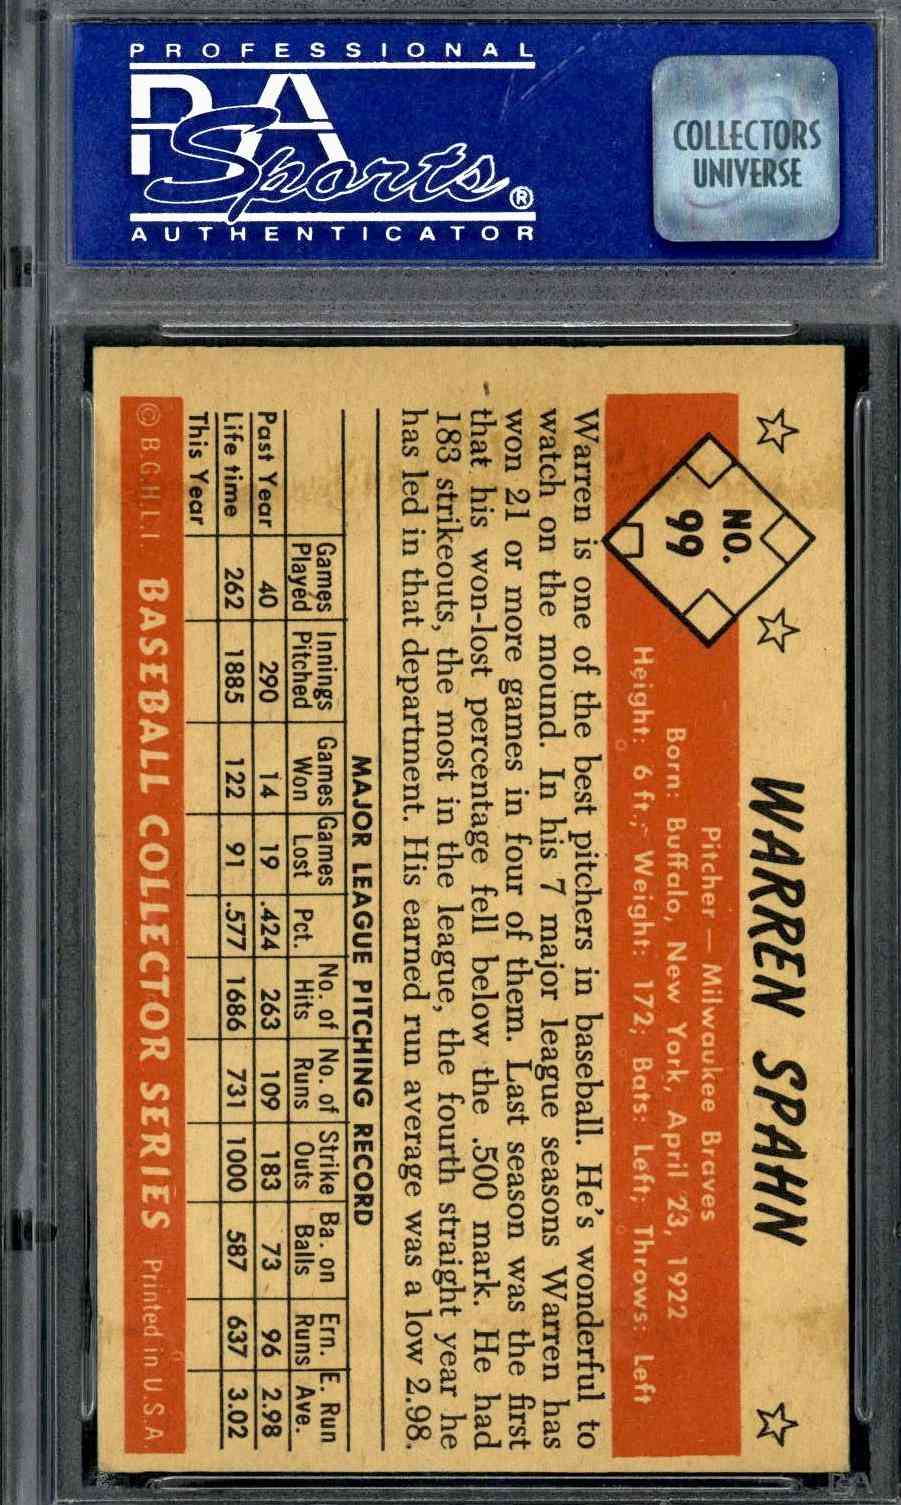 PROFESSIONAL
PSA
Sports®
AUTHENTICATOR
COLLECTORS
UNIVERSE
NO.
99
WARREN SPAHN
Pitcher — Milwaukee Braves
Born: Buffalo, New York, April 23, 1922
Height: 6 ft.; Weight: 172; Bats: Left; Throws: Left
Warren is one of the best pitchers in baseball. He's wonderful to
watch on the mound. In his 7 major league seasons Warren has
won 21 or more games in four of them. Last season was the first
that his won-lost percentage fell below the .500 mark. He had
183 strikeouts, the most in the league, the fourth straight year he
has led in that department. His earned run average was a low 2.98.
MAJOR LEAGUE PITCHING RECORD
Games Innings Games Games No. of No. of Strike Ba. on Ern. E. Run
Played Pitched Won Lost Pct. Hits Runs Outs Balls Runs Ave.
Past Year 40 290 14 19 .424 263 109 183 73 96 2.98
Life time 262 1885 122 91 .577 1686 731 1000 587 637 3.02
This Year
© B.G.H.L.I. BASEBALL COLLECTOR SERIES Printed in U.S.A.